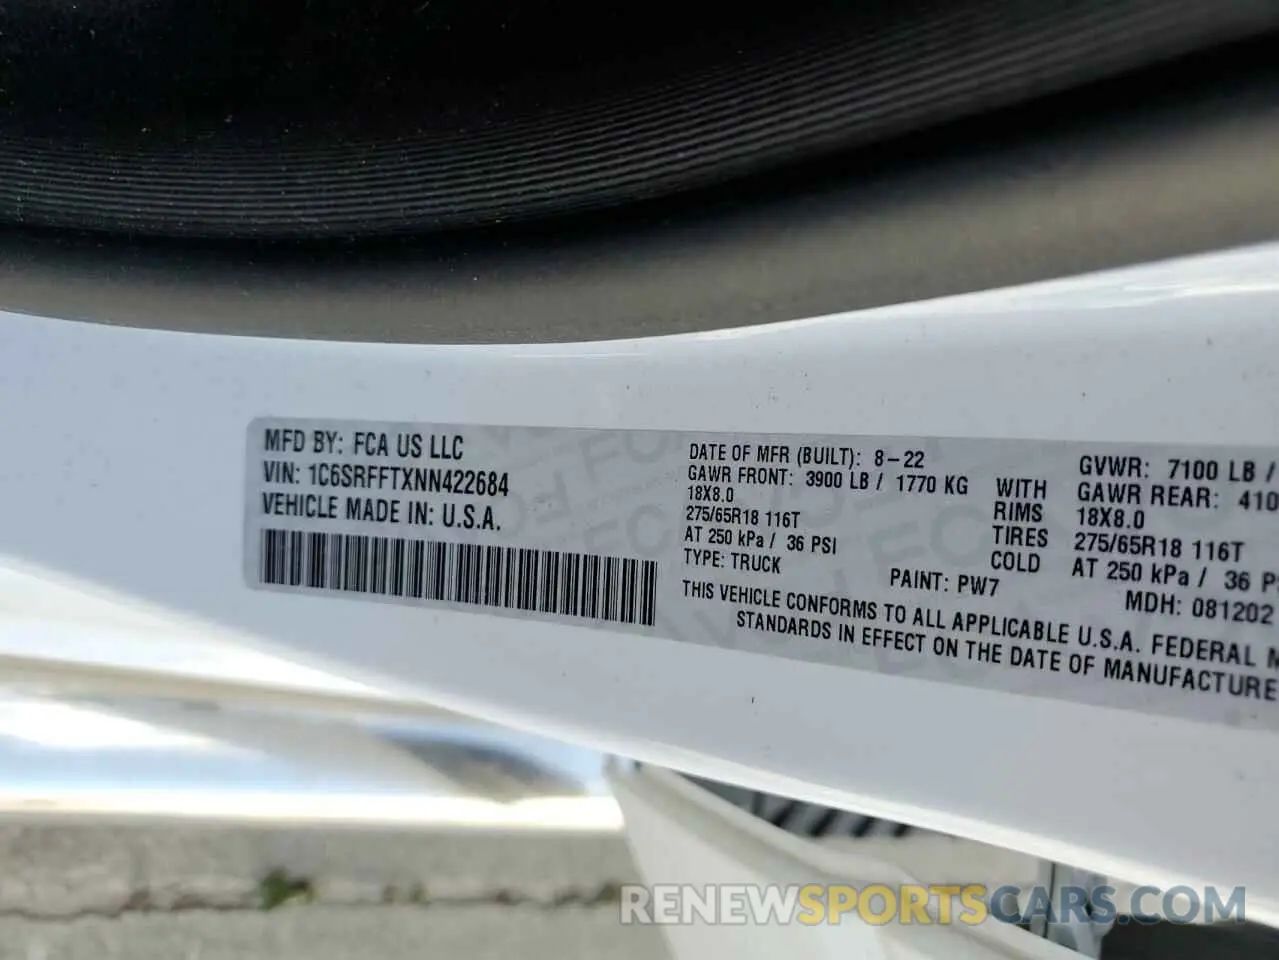 MFD BY: FCA US LLC
VIN: 1C6SRFFTXNN422684
VEHICLE MADE IN: U.S.A.
DATE OF MFR (BUILT): 8-22
GAWR FRONT: 3900 LB / 1770 KG
18X8.0
275/65R18 116T
AT 250 kPa / 36 PSI
TYPE: TRUCK
WITH
RIMS
TIRES
COLD
PAINT: PW7
GVWR: 7100 LB /
GAWR REAR: 410
18X8.0
275/65R18 116T
AT 250 kPa / 36 P
MDH: 081202
THIS VEHICLE CONFORMS TO ALL APPLICABLE U.S.A. FEDERAL M
STANDARDS IN EFFECT ON THE DATE OF MANUFACTURE
RENEWSPORTSCARS.COM